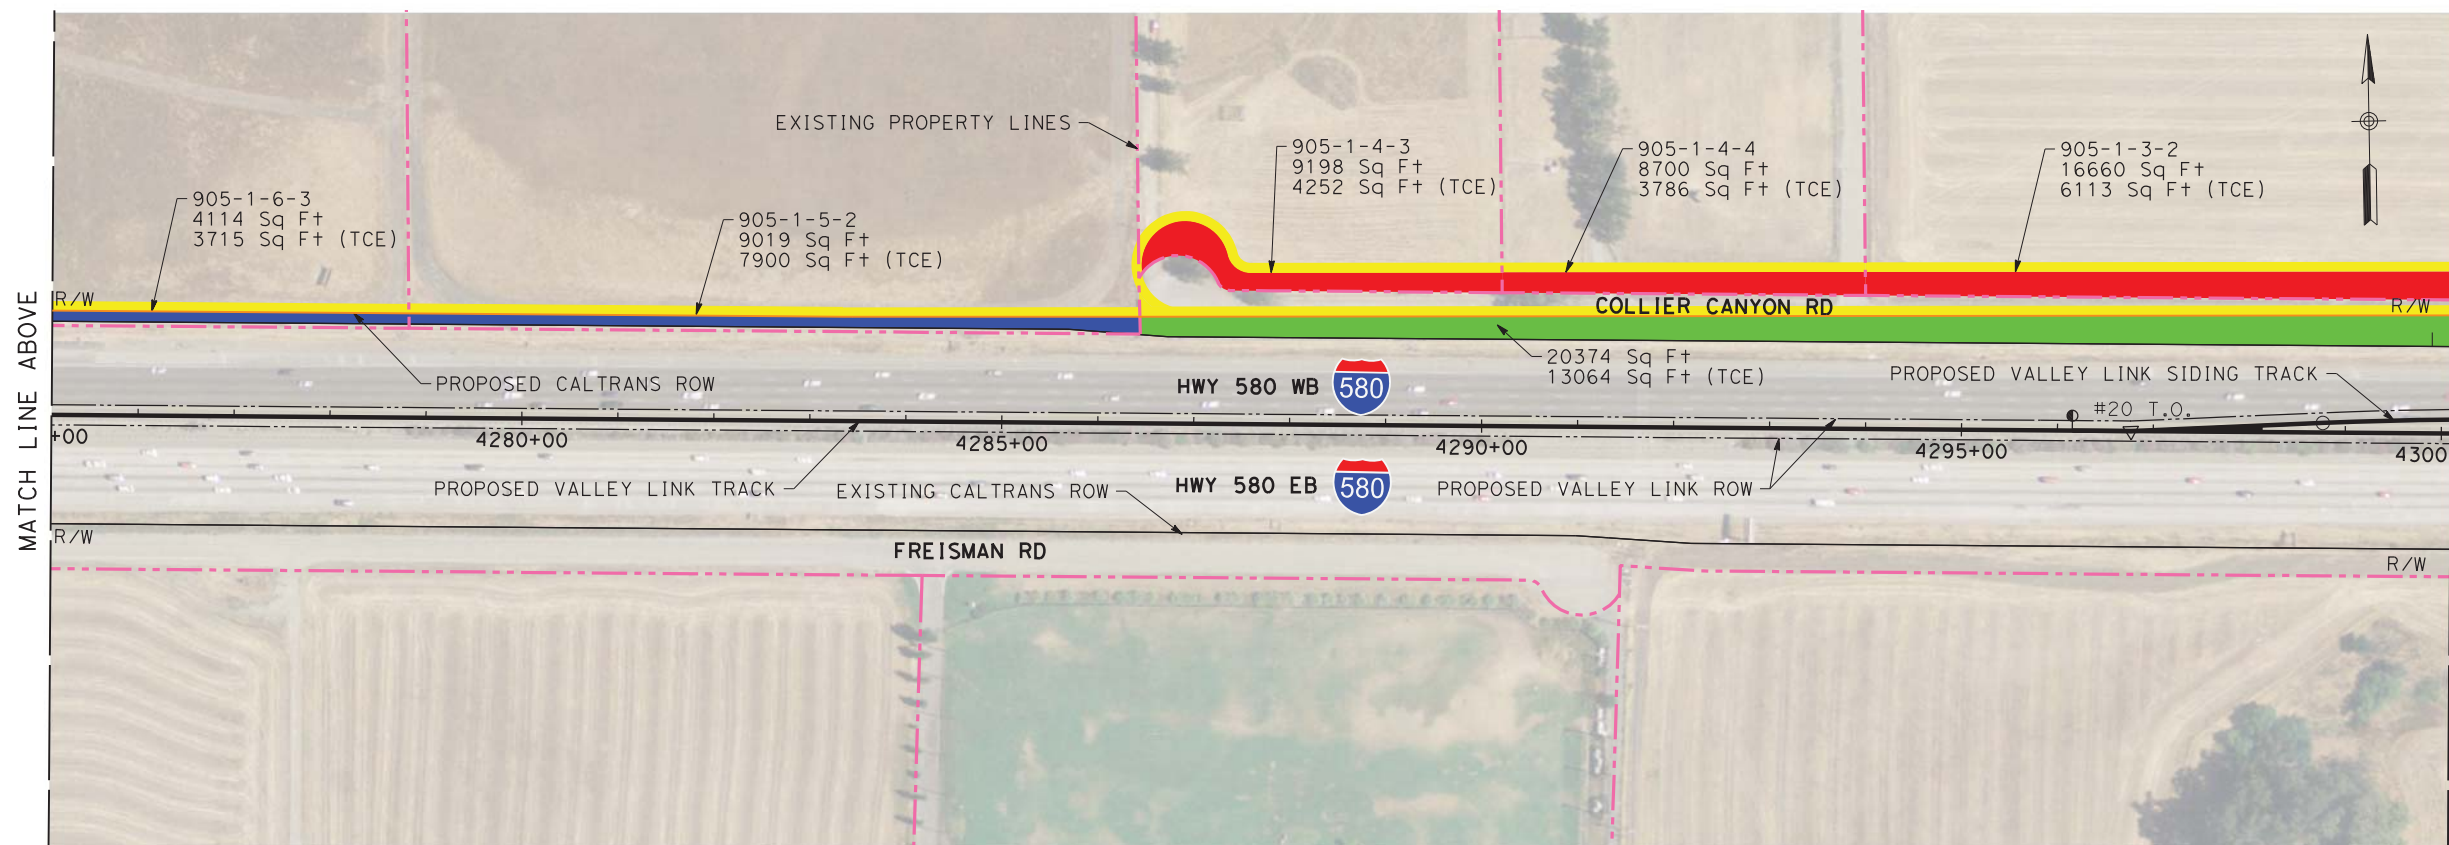 EXISTING PROPERTY LINES
905-1-6-3
4114 Sq Ft
3715 Sq Ft (TCE)
905-1-5-2
9019 Sq Ft
7900 Sq Ft (TCE)
905-1-4-3
9198 Sq Ft
4252 Sq Ft (TCE)
905-1-4-4
8700 Sq Ft
3786 Sq Ft (TCE)
905-1-3-2
16660 Sq Ft
6113 Sq Ft (TCE)
MATCH LINE ABOVE
R/W
COLLIER CANYON RD
R/W
20374 Sq Ft
13064 Sq Ft (TCE)
PROPOSED CALTRANS ROW
HWY 580 WB
580
PROPOSED VALLEY LINK SIDING TRACK
#20 T.O.
+00
4280+00
4285+00
4290+00
4295+00
4300
PROPOSED VALLEY LINK TRACK
EXISTING CALTRANS ROW
HWY 580 EB
580
PROPOSED VALLEY LINK ROW
R/W
FREISMAN RD
R/W